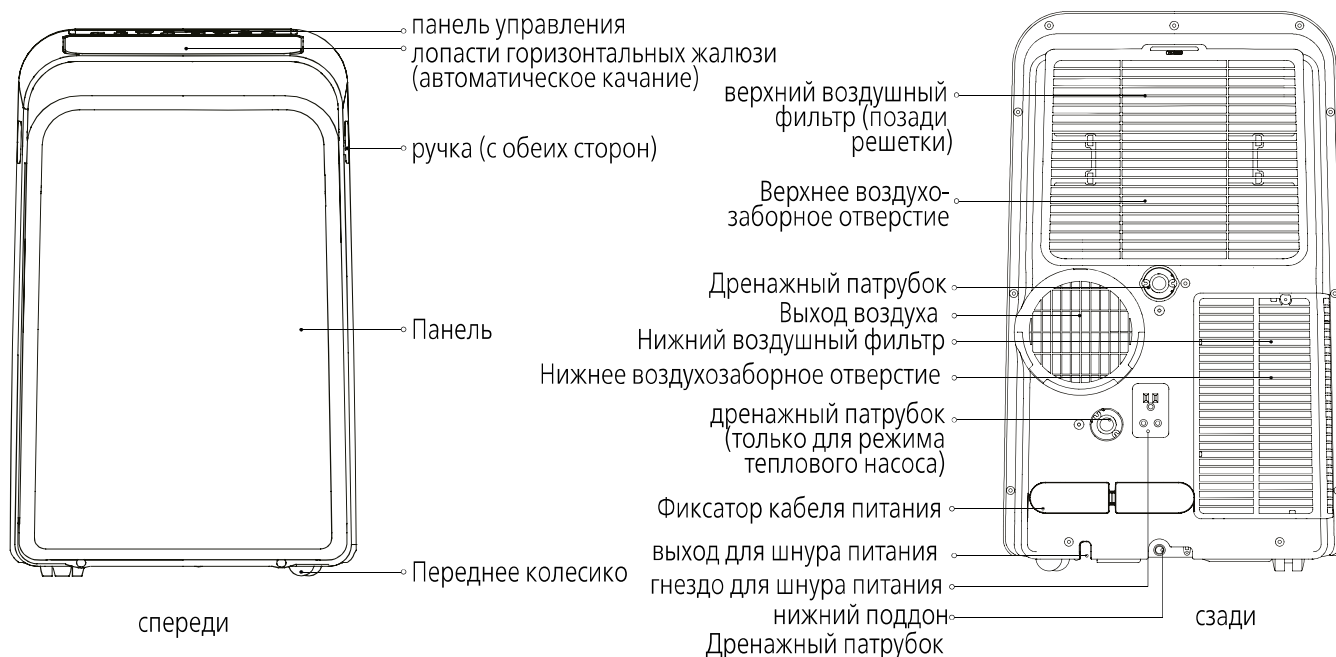 панель управления
лопасти горизонтальных жалюзи
(автоматическое качание)
ручка (с обеих сторон)
Панель
Переднее колесико
спереди
верхний воздушный
фильтр (позади
решетки)
Верхнее воздухо-
заборное отверстие
Дренажный патрубок
Выход воздуха
Нижний воздушный фильтр
Нижнее воздухозаборное отверстие
дренажный патрубок
(только для режима
теплового насоса)
Фиксатор кабеля питания
выход для шнура питания
гнездо для шнура питания
нижний поддон
Дренажный патрубок
сзади